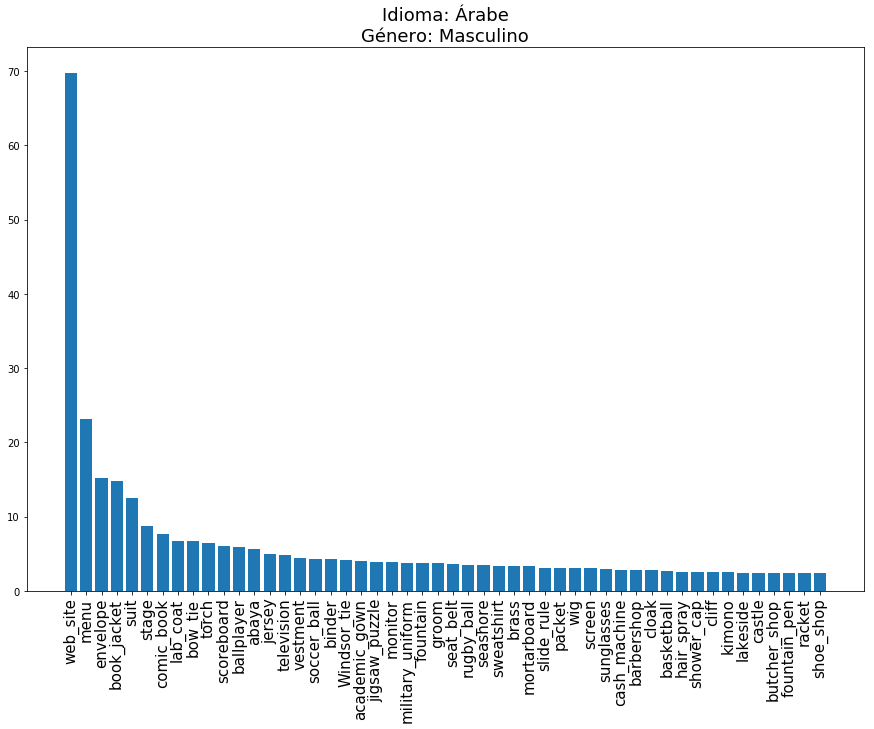 Idioma: Árabe
Género: Masculino
70
60
50
40
30
20
10
0
web_site
menu
envelope
book_jacket
suit
stage
comic_book
lab_coat
bow_tie
torch
scoreboard
ballplayer
abaya
jersey
television
vestment
soccer_ball
binder
Windsor_tie
academic_gown
jigsaw_puzzle
monitor
military_uniform
fountain
groom
seat_belt
rugby_ball
seashore
sweatshirt
brass
mortarboard
slide_rule
packet
wig
screen
sunglasses
cash_machine
barbershop
cloak
basketball
hair_spray
shower_cap
cliff
kimono
lakeside
castle
butcher_shop
fountain_pen
racket
shoe_shop